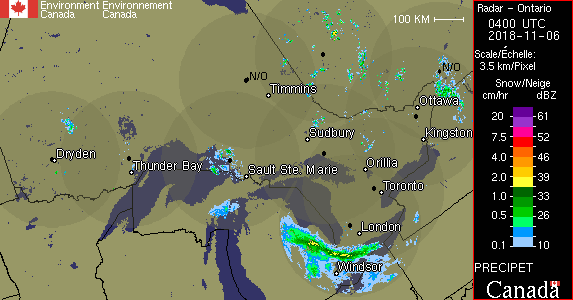 Environment Environnement
Canada Canada
100 KM
N/O
N/O
Timmins
Ottawa
Sudbury
Kingston
Dryden
Thunder Bay
Sault Ste. Marie
Orillia
Toronto
London
Windsor
Radar - Ontario
0400 UTC
2018-11-06
Scale/Échelle:
3.5 km/Pixel
Snow/Neige
cm/hr dBZ
20 61
7.5 52
4.0 46
2.0 39
1.0 33
0.5 26
0.1 10
PRECIPET
Canada